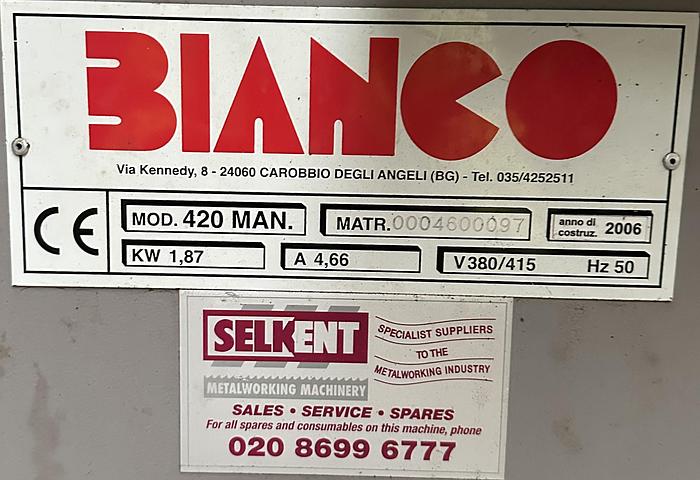 BIANCO
Via Kennedy, 8 - 24060 CAROBBIO DEGLI ANGELI (BG) - Tel. 035/4252511
CE
MOD. 420 MAN.
MATR. 0004600097
anno di
costruz. 2006
KW 1,87
A 4,66
V 380/415 Hz 50
SELKENT
METALWORKING MACHINERY
SPECIALIST SUPPLIERS
TO THE
METALWORKING INDUSTRY
SALES • SERVICE • SPARES
For all spares and consumables on this machine, phone
020 8699 6777